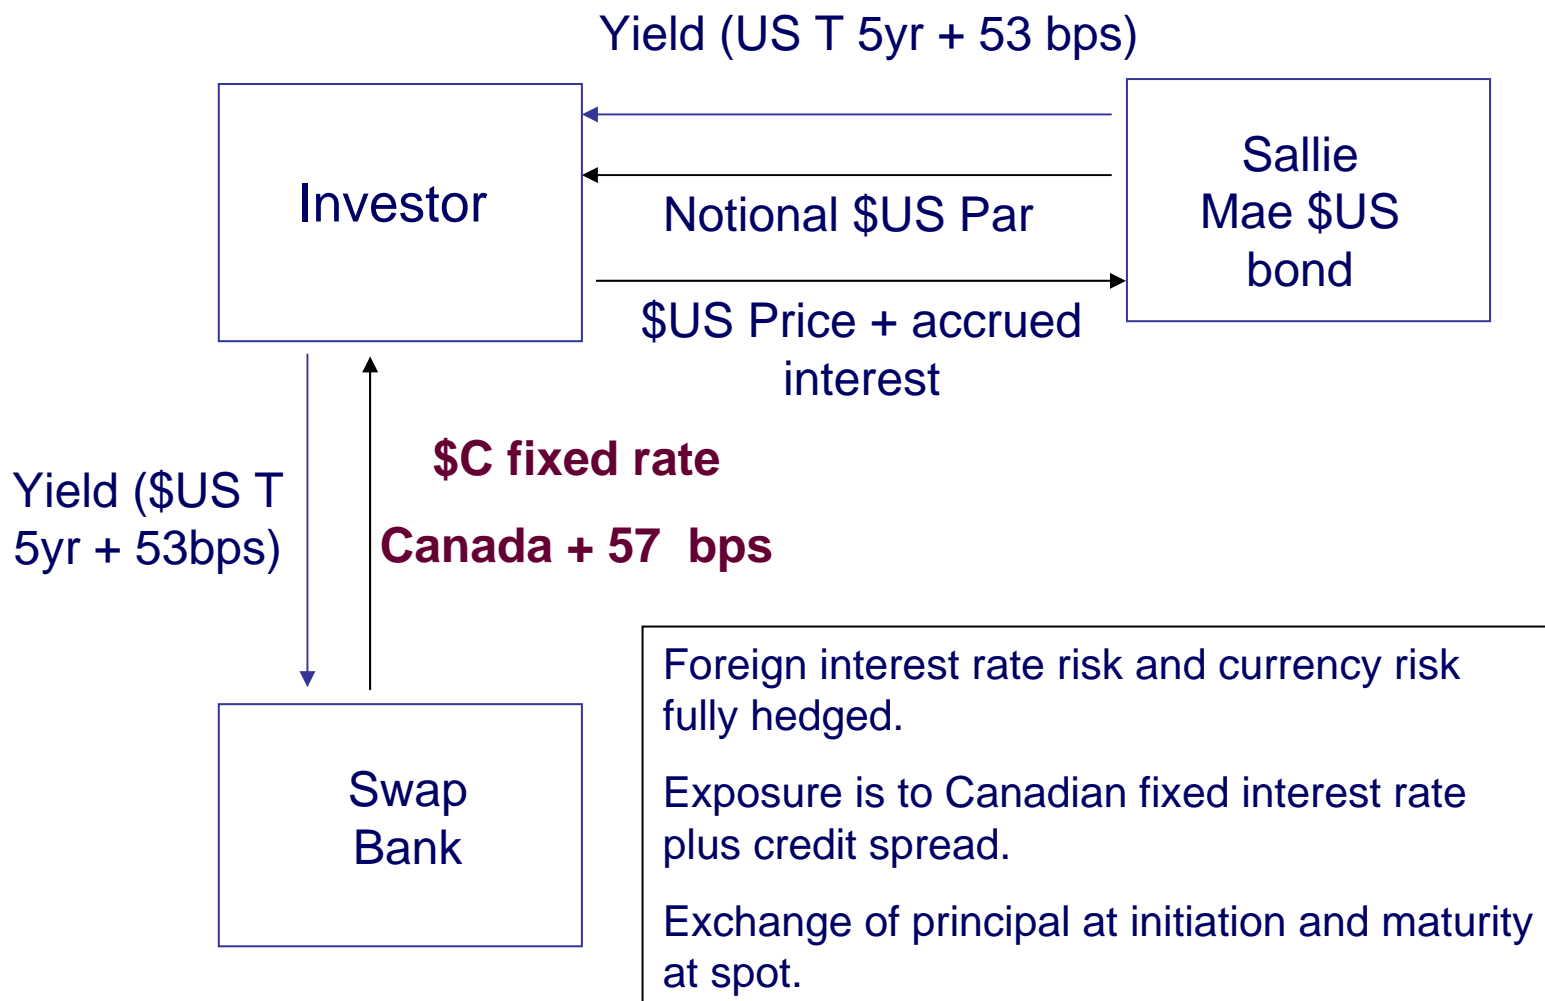 Yield (US T 5yr + 53 bps)
Investor
Sallie
Mae $US
bond
Notional $US Par
$US Price + accrued
interest
$C fixed rate
Yield ($US T
5yr + 53bps)
Canada + 57 bps
Swap
Bank
Foreign interest rate risk and currency risk
fully hedged.
Exposure is to Canadian fixed interest rate
plus credit spread.
Exchange of principal at initiation and maturity
at spot.